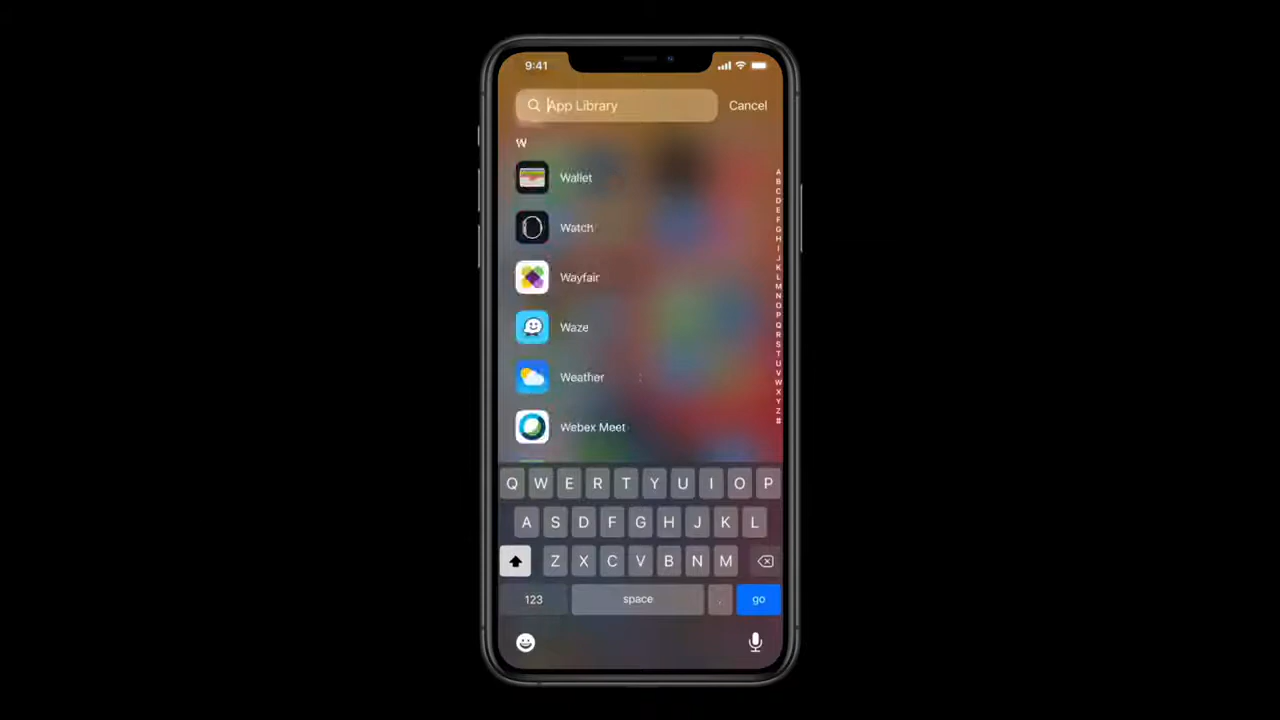 9:41
App Library
Cancel
W
Wallet
Watch
Wayfair
Waze
Weather
Webex Meet
A
B
C
D
E
F
G
H
I
J
K
L
M
N
O
P
Q
R
S
T
U
V
W
X
Y
Z
#
Q W E R T Y U I O P
A S D F G H J K L
Z X C V B N M
123 space . go